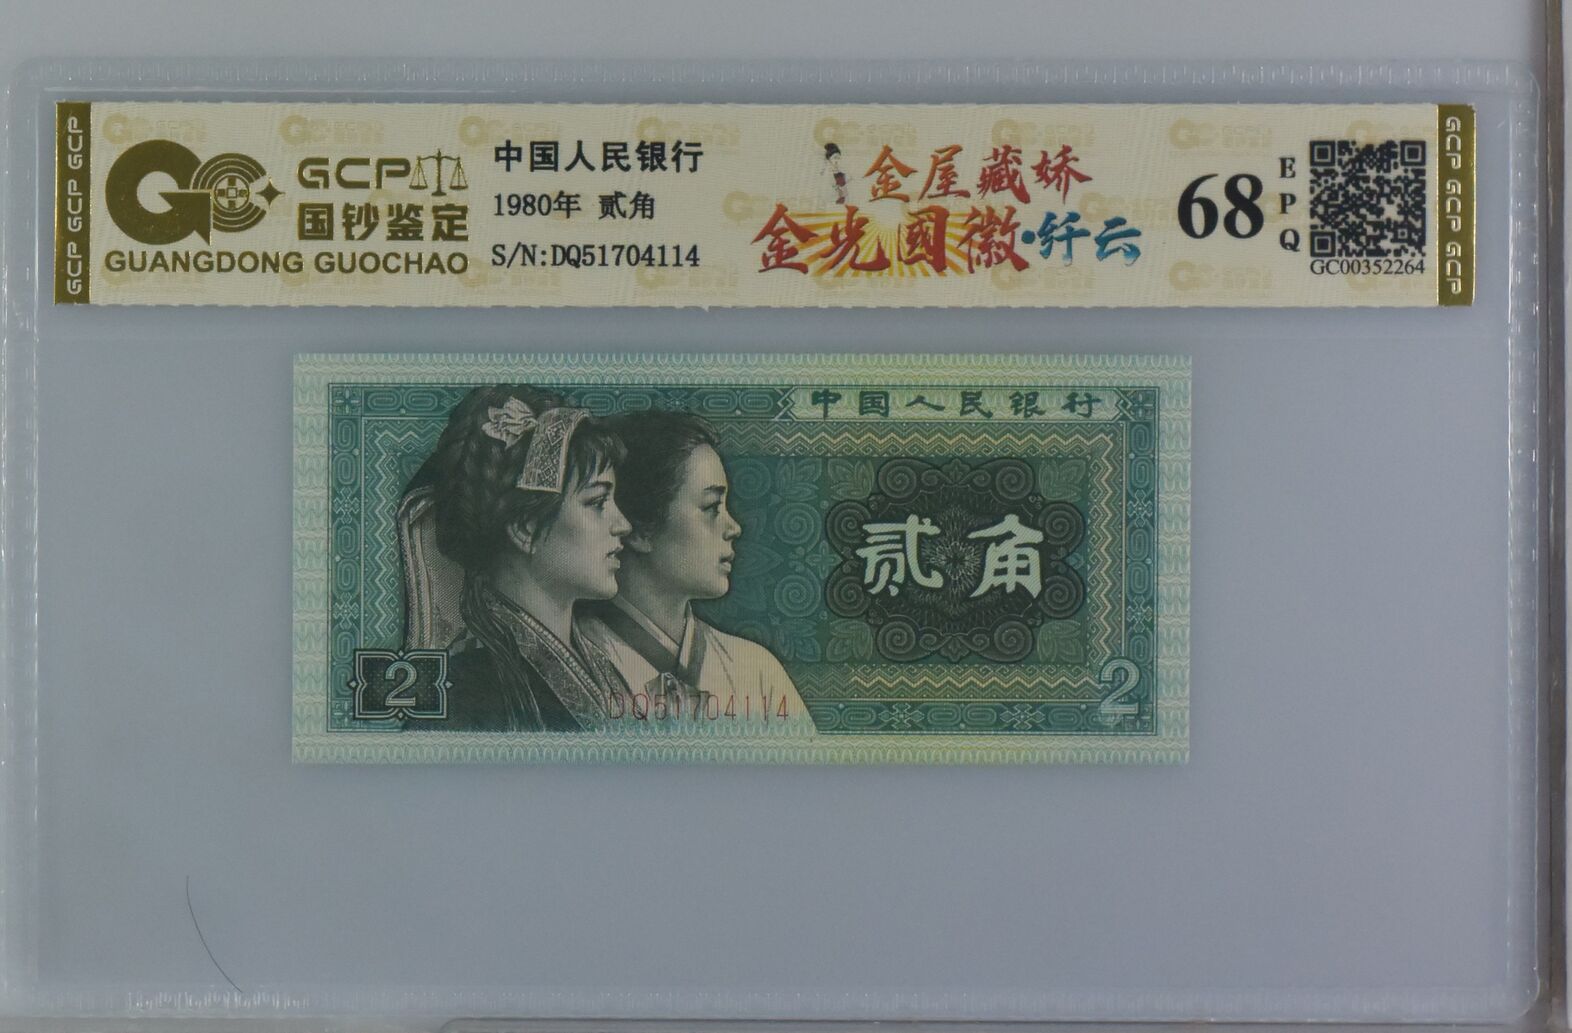 GCP GCP GCP
GCP
国钞鉴定
GUANGDONG GUOCHAO
中国人民银行
1980年 贰角
S/N:DQ51704114
金屋藏娇
金光國徽·纤云
68
EPQ
GC00352264
GCP GCP GCP
中国人民银行
贰角
2
2
DQ51704114